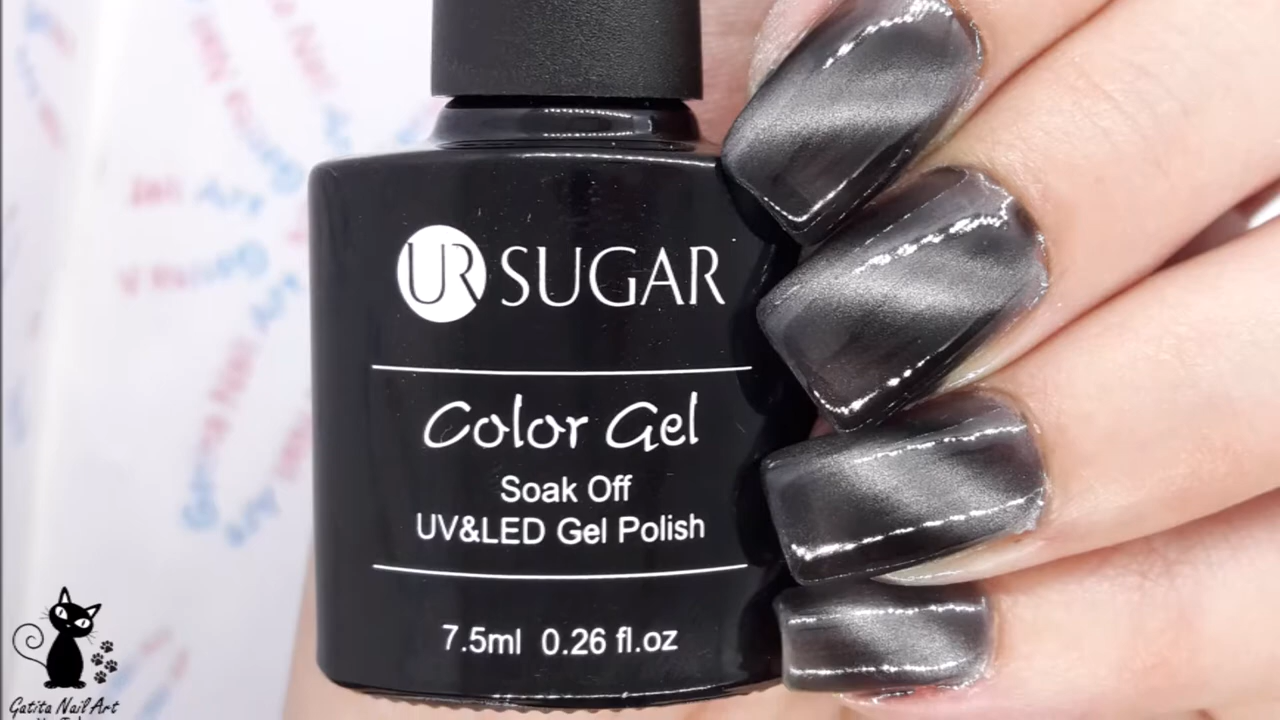 UR SUGAR
Color Gel
Soak Off
UV&LED Gel Polish
7.5ml 0.26 fl.oz
Gatita Nail Art